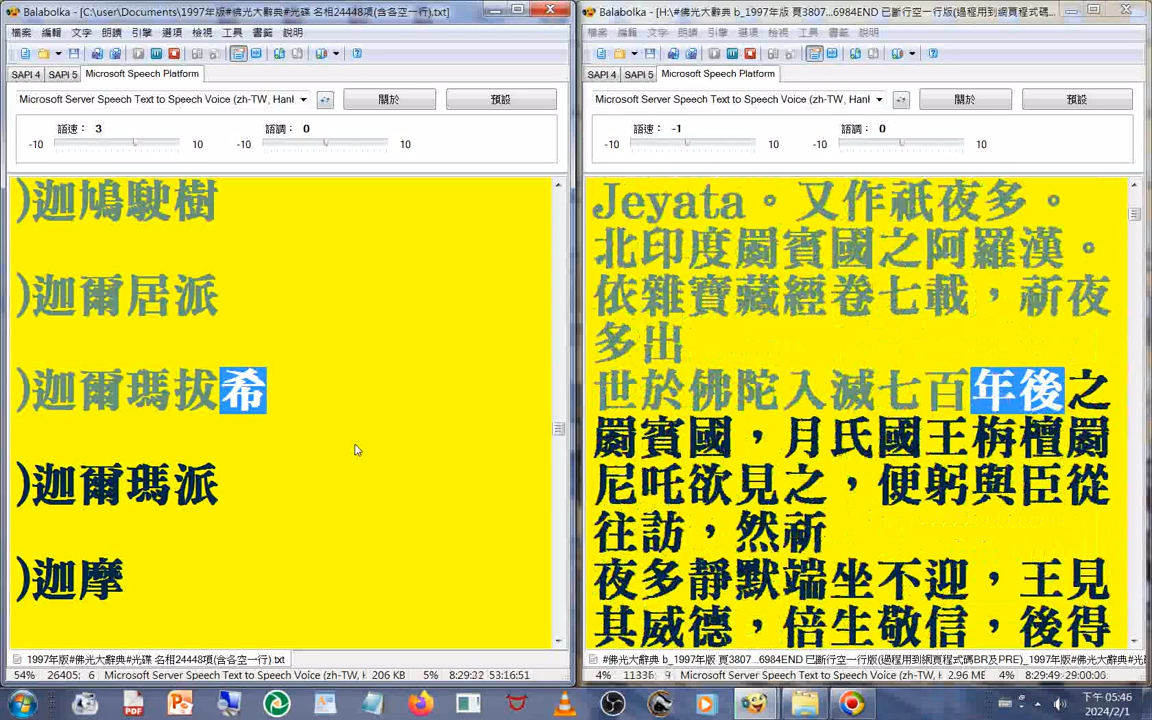 Balabolka - [C:\user\Documents\1997年版#佛光大辭典#光碟 名相24448項(含各空一行).txt]
檔案 編輯 文字 朗讀 引擎 選項 檢視 工具 書籤 說明
SAPI 4 SAPI 5 Microsoft Speech Platform
Microsoft Server Speech Text to Speech Voice (zh-TW, Hanl
關於 預設
語速： 3 語調： 0
-10 10 -10 10
)迦鳩駛樹
)迦爾居派
)迦爾瑪拔希
)迦爾瑪派
)迦摩
1997年版#佛光大辭典#光碟 名相24448項(含各空一行).txt
54% 26405: 6 Microsoft Server Speech Text to Speech Voice (zh-TW, H 206 KB 5% 8:29:32 53:16:51
Balabolka - [H:\#佛光大辭典 b_1997年版 頁3807...6984END 已斷行空一行版(過程用到網頁程式碼...
檔案 編輯 文字 朗讀 引擎 選項 檢視 工具 書籤 說明
SAPI 4 SAPI 5 Microsoft Speech Platform
Microsoft Server Speech Text to Speech Voice (zh-TW, Hanl
關於 預設
語速： -1 語調： 0
-10 10 -10 10
Jeyata。又作祇夜多。
北印度罽賓國之阿羅漢。
依雜寶藏經卷七載，祈夜
多出
世於佛陀入滅七百年後之
罽賓國，月氏國王栴檀罽
尼吒欲見之，便躬與臣從
往訪，然祈
夜多靜默端坐不迎，王見
其威德，倍生敬信，後得
#佛光大辭典 b_1997年版 頁3807...6984END 已斷行空一行版(過程用到網頁程式碼BR及PRE)_1997年版#佛光
4% 11336: 9 Microsoft Server Speech Text to Speech Voice (zh-TW, H 2.96 ME 4% 8:29:49 -29:00:06
下午 05:46
2024/2/1